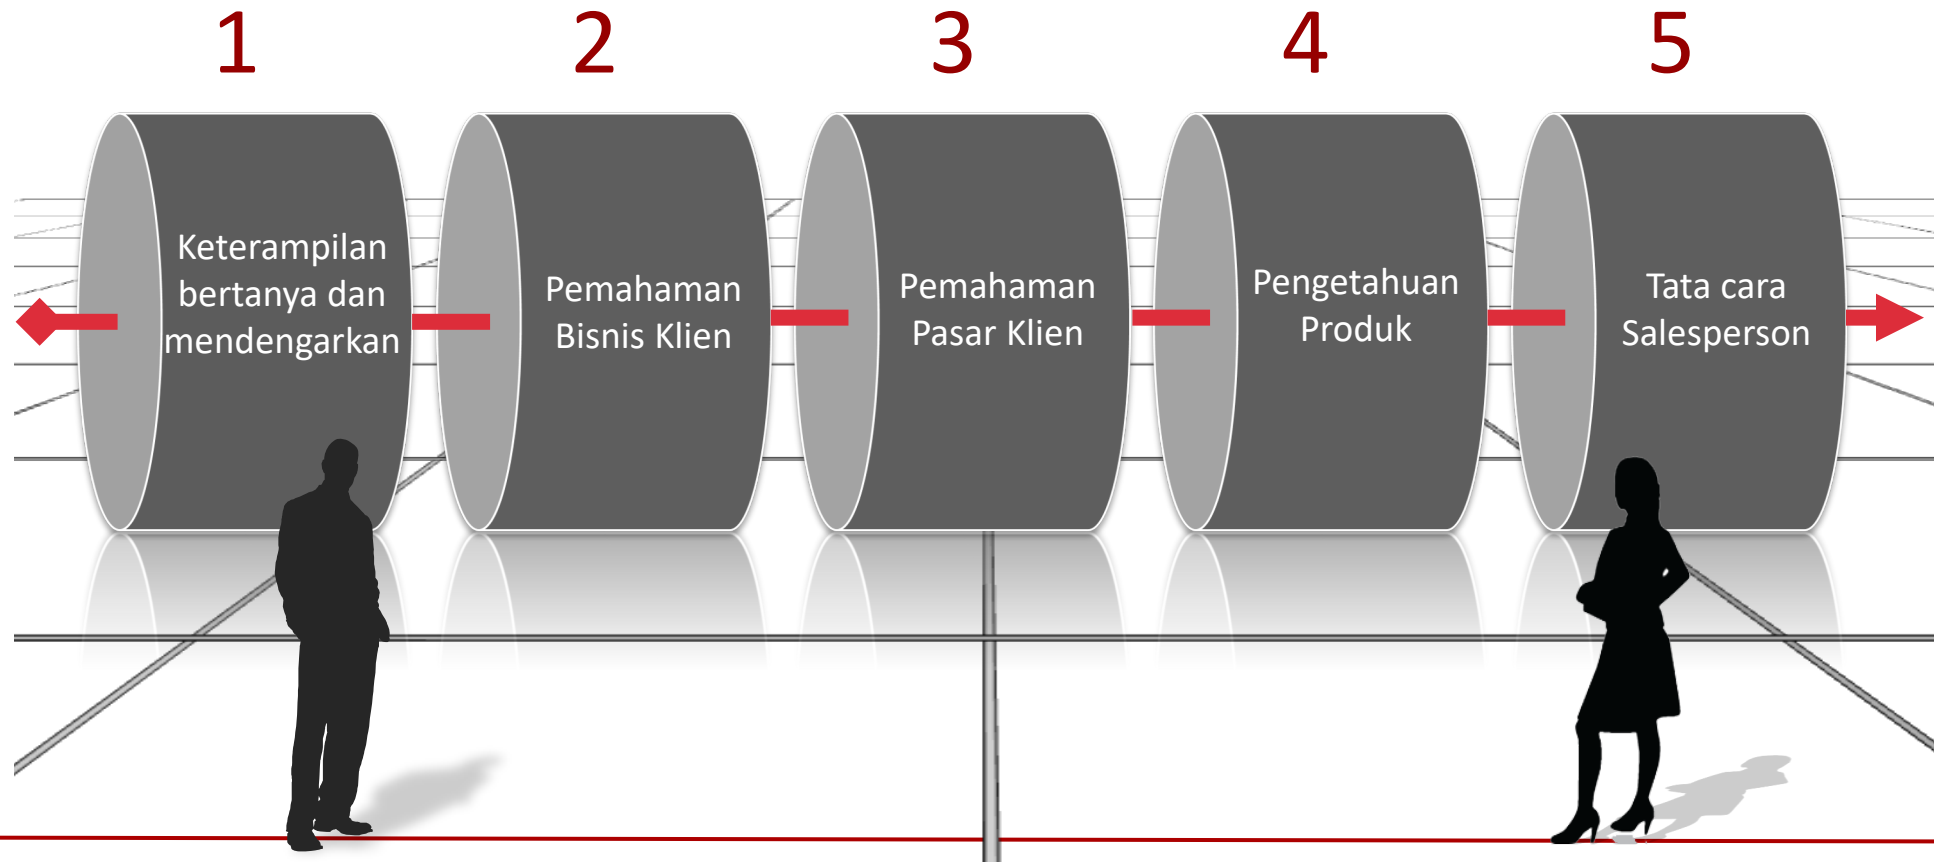 1
2
3
4
5
Keterampilan
bertanya dan
mendengarkan
Pemahaman
Bisnis Klien
Pemahaman
Pasar Klien
Pengetahuan
Produk
Tata cara
Salesperson